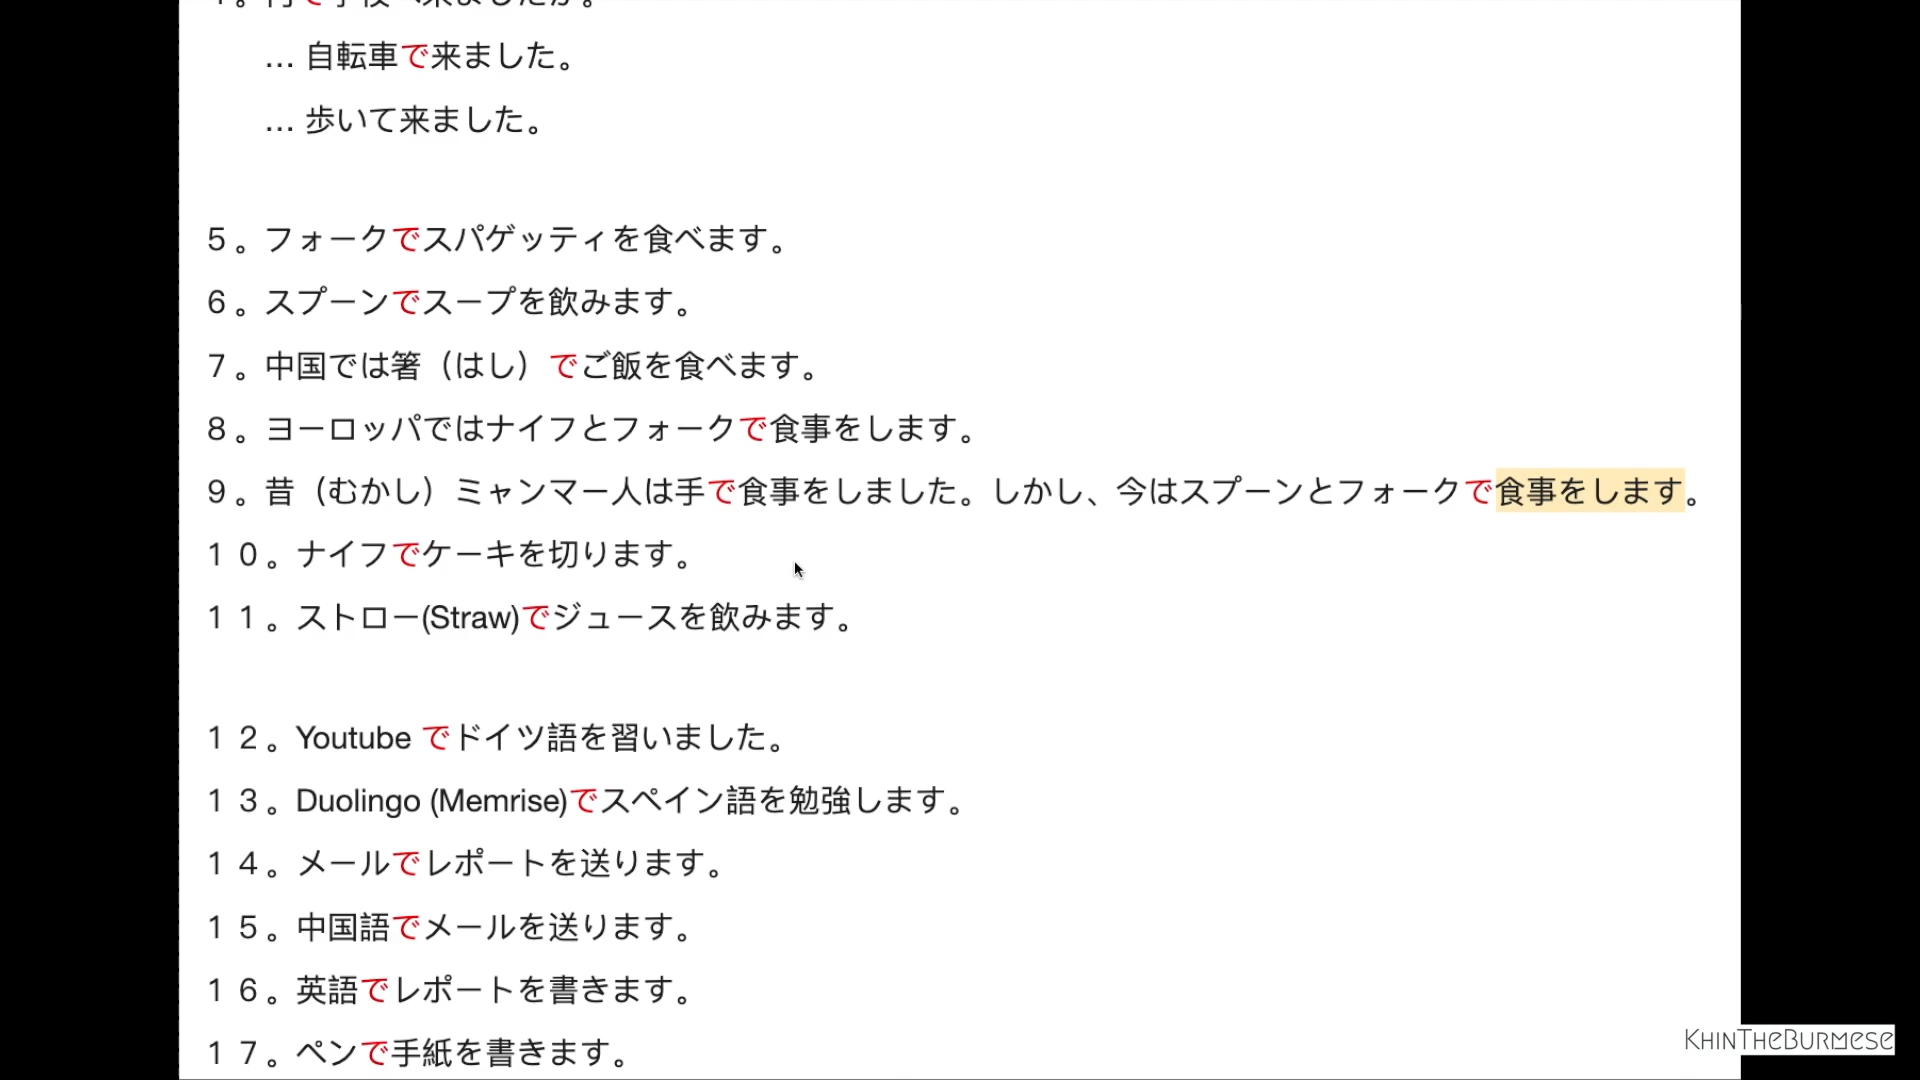 … 自転車で来ました。
… 歩いて来ました。
５。フォークでスパゲッティを食べます。
６。スプーンでスープを飲みます。
７。中国では箸（はし）でご飯を食べます。
８。ヨーロッパではナイフとフォークで食事をします。
９。昔（むかし）ミャンマー人は手で食事をしました。しかし、今はスプーンとフォークで食事をします。
１０。ナイフでケーキを切ります。
１１。ストロー(Straw)でジュースを飲みます。
１２。Youtube でドイツ語を習いました。
１３。Duolingo (Memrise)でスペイン語を勉強します。
１４。メールでレポートを送ります。
１５。中国語でメールを送ります。
１６。英語でレポートを書きます。
１７。ペンで手紙を書きます。
KHINTHEBURMESE